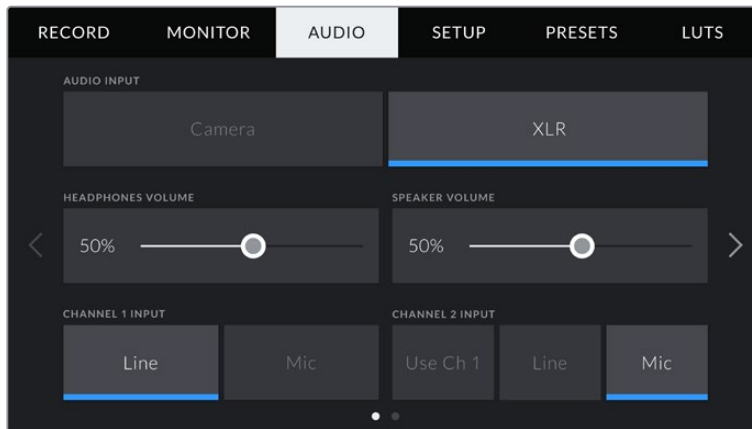 RECORD MONITOR AUDIO SETUP PRESETS LUTS
AUDIO INPUT
Camera XLR
HEADPHONES VOLUME SPEAKER VOLUME
50% 50%
CHANNEL 1 INPUT CHANNEL 2 INPUT
Line Mic Use Ch 1 Line Mic